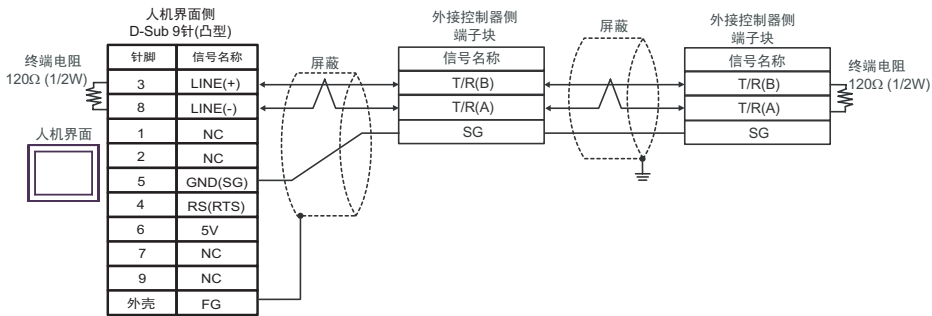 人机界面侧
D-Sub 9针(凸型)
针脚 信号名称
3 LINE(+)
8 LINE(-)
1 NC
2 NC
5 GND(SG)
4 RS(RTS)
6 5V
7 NC
9 NC
外壳 FG
终端电阻
120Ω (1/2W)
人机界面
屏蔽
外接控制器侧
端子块
信号名称
T/R(B)
T/R(A)
SG
屏蔽
外接控制器侧
端子块
信号名称
T/R(B)
T/R(A)
SG
终端电阻
120Ω (1/2W)